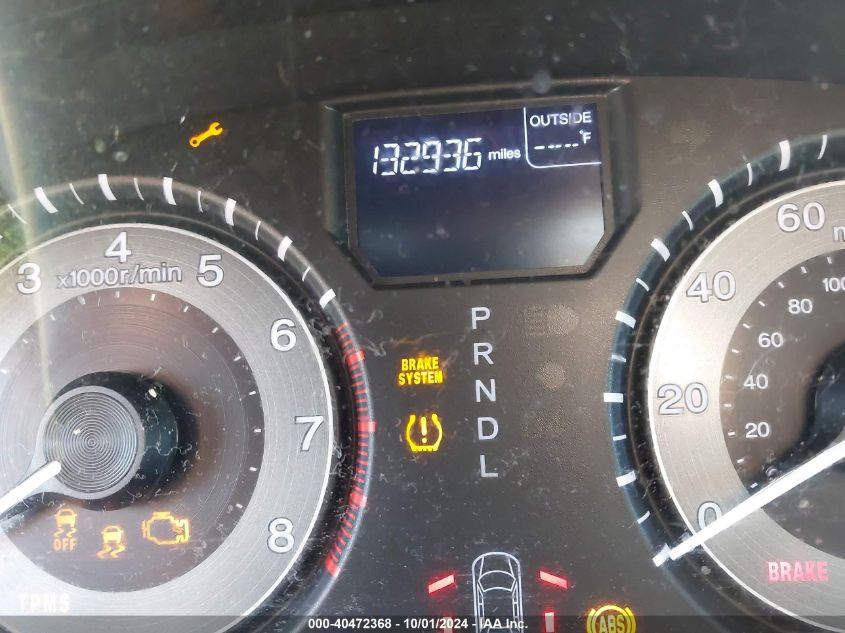 OUTSIDE
°F
-----
132936 miles
3 4 5 6 7 8
x1000r/min
BRAKE
SYSTEM
P
R
N
D
L
60
40
20
0
100
80
60
40
20
OFF
TPMS
BRAKE
ABS
000-40472368 - 10/01/2024 - IAA Inc.